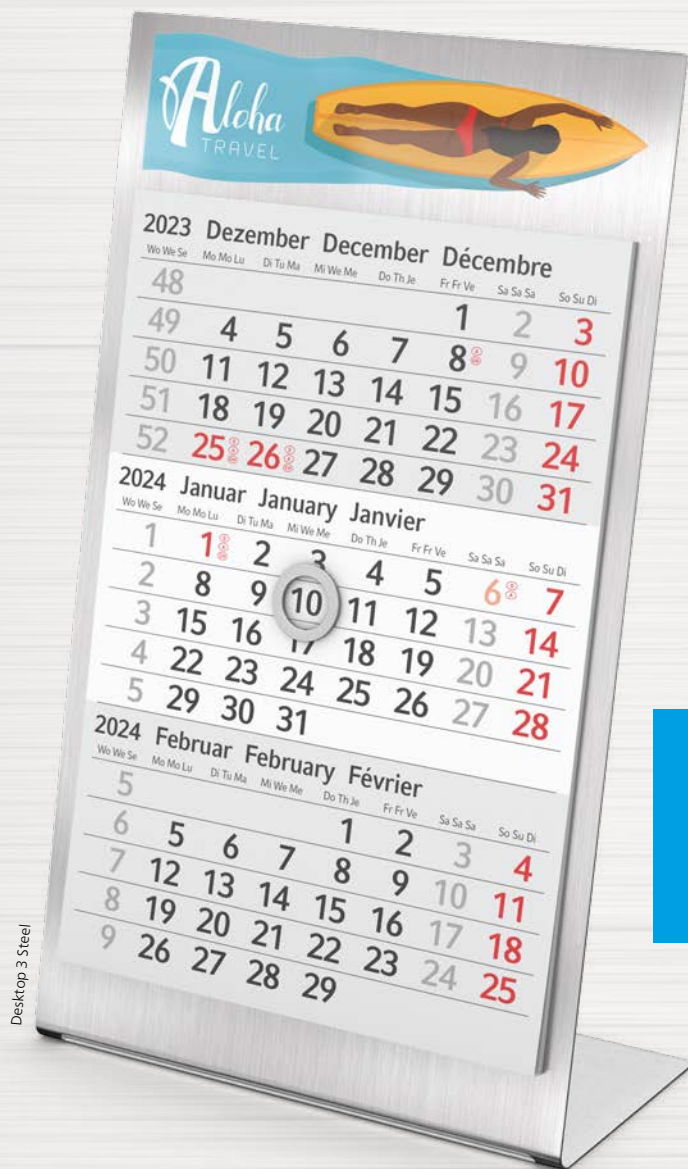 Aloha
TRAVEL
2023 Dezember December Décembre
Wo We Se Mo Mo Lu Di Tu Ma Mi We Me Do Th Je Fr Fr Ve Sa Sa Sa So Su Di
48 1 2 3
49 4 5 6 7 8 9 10
50 11 12 13 14 15 16 17
51 18 19 20 21 22 23 24
52 25 26 27 28 29 30 31
2024 Januar January Janvier
Wo We Se Mo Mo Lu Di Tu Ma Mi We Me Do Th Je Fr Fr Ve Sa Sa Sa So Su Di
1 1 2 3 4 5 6 7
2 8 9 10 11 12 13 14
3 15 16 17 18 19 20 21
4 22 23 24 25 26 27 28
5 29 30 31
2024 Februar February Février
Wo We Se Mo Mo Lu Di Tu Ma Mi We Me Do Th Je Fr Fr Ve Sa Sa Sa So Su Di
5 1 2 3 4
6 5 6 7 8 9 10 11
7 12 13 14 15 16 17 18
8 19 20 21 22 23 24 25
9 26 27 28 29
Desktop 3 Steel